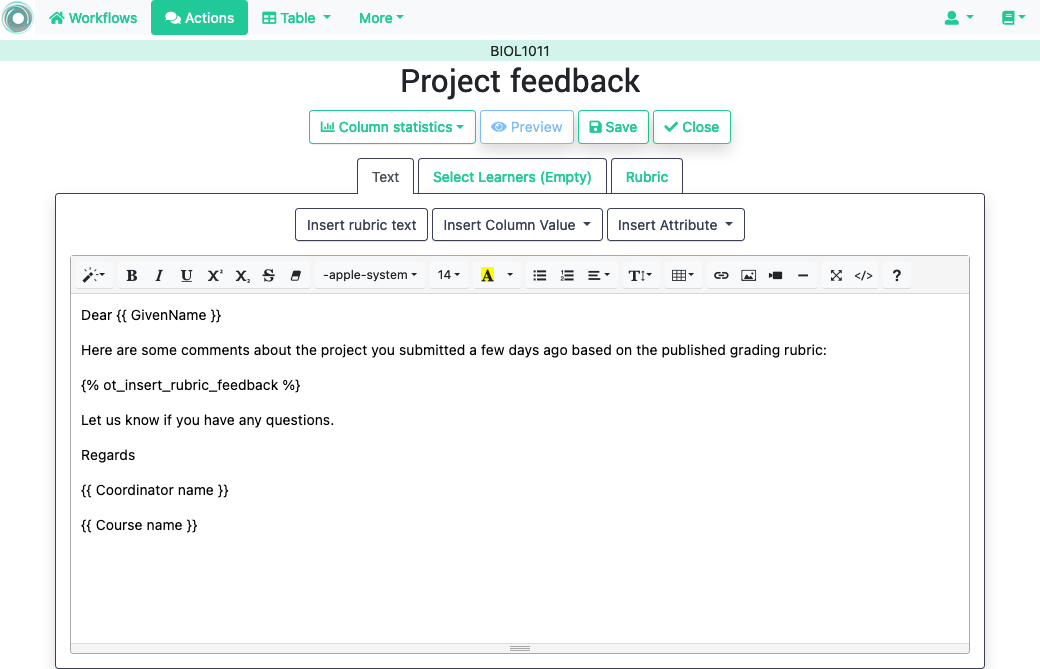 Workflows Actions Table More
BIOL1011
Project feedback
Column statistics Preview Save Close
Text Select Learners (Empty) Rubric
Insert rubric text Insert Column Value Insert Attribute
B I U X² X₂ S -apple-system 14 A T </> ?
Dear {{ GivenName }}
Here are some comments about the project you submitted a few days ago based on the published grading rubric:
{% ot_insert_rubric_feedback %}
Let us know if you have any questions.
Regards
{{ Coordinator name }}
{{ Course name }}